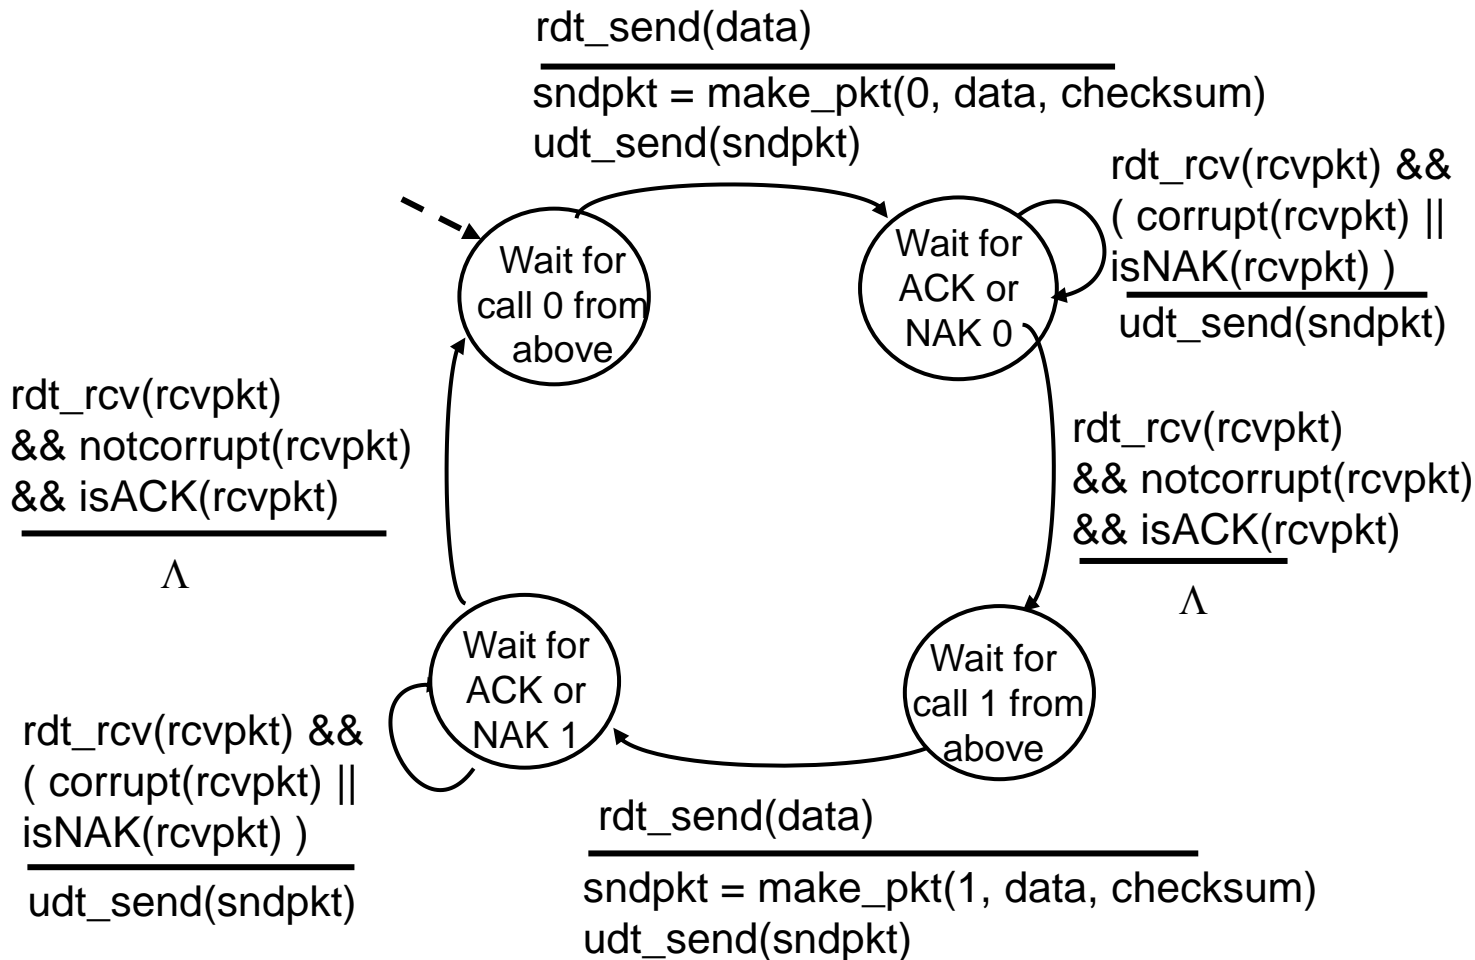 rdt_send(data)
sndpkt = make_pkt(0, data, checksum)
udt_send(sndpkt)
Wait for
call 0 from
above
Wait for
ACK or
NAK 0
rdt_rcv(rcvpkt) &&
( corrupt(rcvpkt) ||
isNAK(rcvpkt) )
udt_send(sndpkt)
rdt_rcv(rcvpkt)
&& notcorrupt(rcvpkt)
&& isACK(rcvpkt)
Λ
rdt_rcv(rcvpkt)
&& notcorrupt(rcvpkt)
&& isACK(rcvpkt)
Λ
Wait for
ACK or
NAK 1
Wait for
call 1 from
above
rdt_rcv(rcvpkt) &&
( corrupt(rcvpkt) ||
isNAK(rcvpkt) )
udt_send(sndpkt)
rdt_send(data)
sndpkt = make_pkt(1, data, checksum)
udt_send(sndpkt)